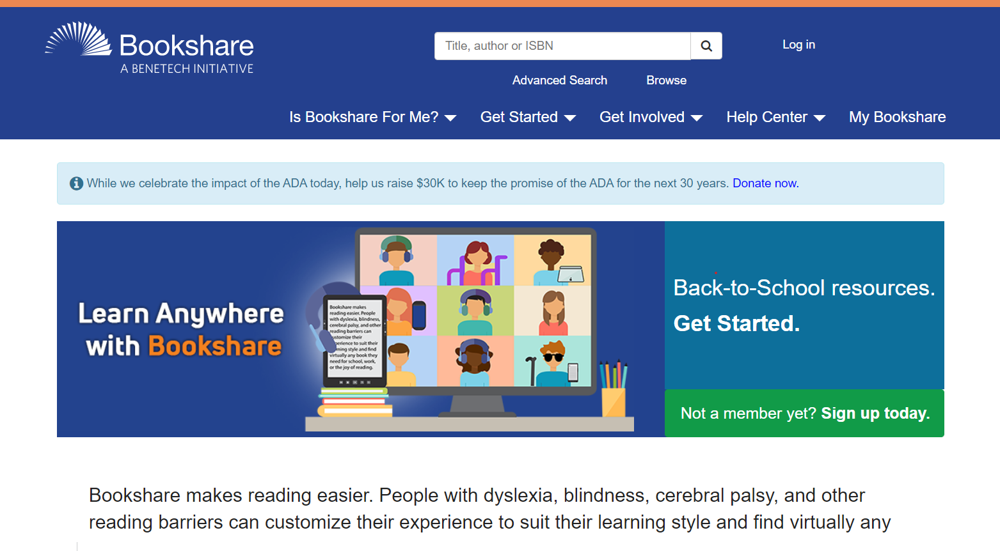 Bookshare
A BENETECH INITIATIVE
Title, author or ISBN
Log in
Advanced Search Browse
Is Bookshare For Me? Get Started Get Involved Help Center My Bookshare
While we celebrate the impact of the ADA today, help us raise $30K to keep the promise of the ADA for the next 30 years. Donate now.
Learn Anywhere
with Bookshare
Bookshare makes
reading easier. People
with dyslexia, blindness,
cerebral palsy, and other
reading barriers can
ustomize their
perience to suit their
rning style and find
virtually any book they
need for school, work,
or the joy of reading.
Back-to-School resources.
Get Started.
Not a member yet? Sign up today.
Bookshare makes reading easier. People with dyslexia, blindness, cerebral palsy, and other
reading barriers can customize their experience to suit their learning style and find virtually any